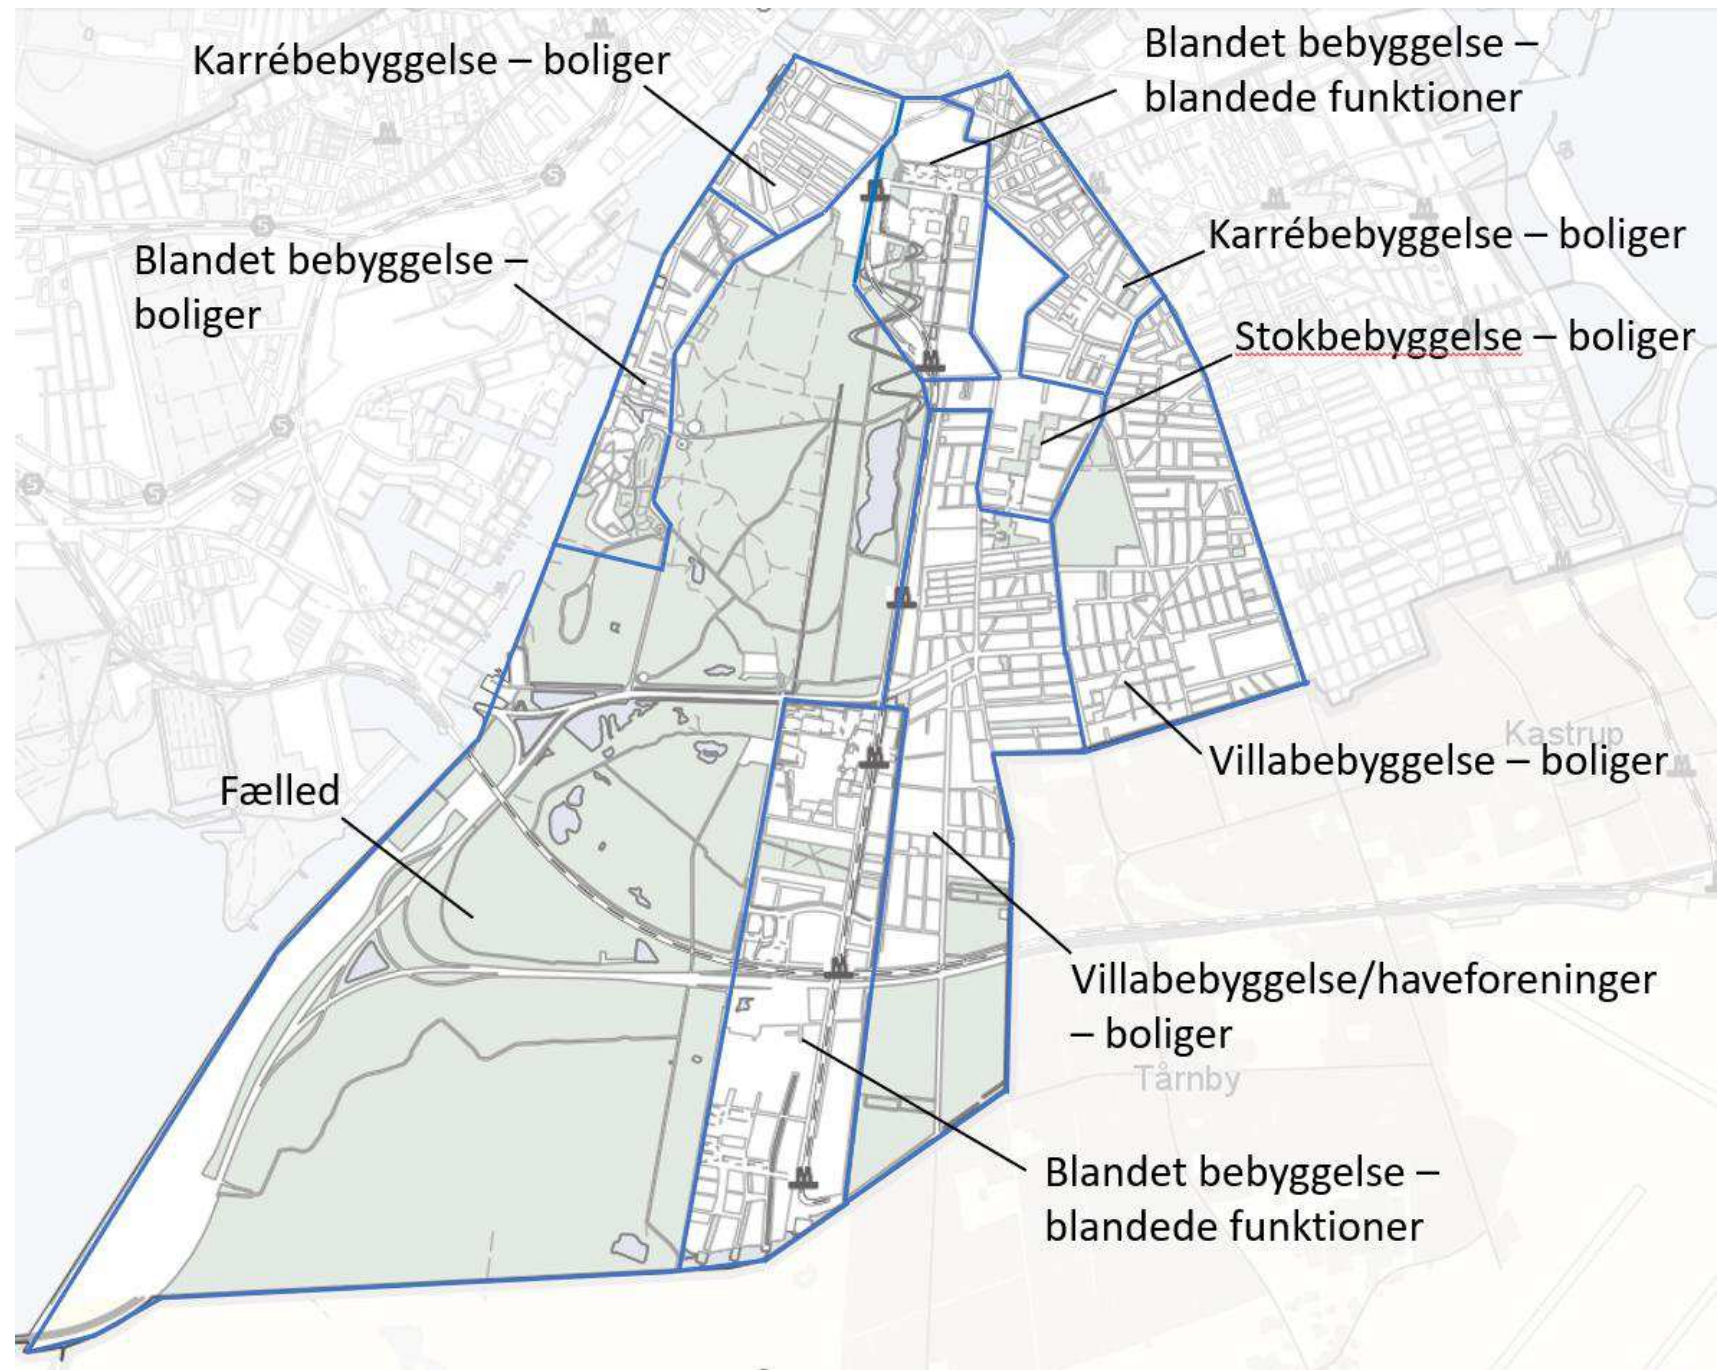 Karrébebyggelse – boliger
Blandet bebyggelse –
blandede funktioner
Blandet bebyggelse –
boliger
Karrébebyggelse – boliger
Stokbebyggelse – boliger
Kastrup
Villabebyggelse – boliger
Fælled
Villabebyggelse/haveforeninger
– boliger
Tårnby
Blandet bebyggelse –
blandede funktioner